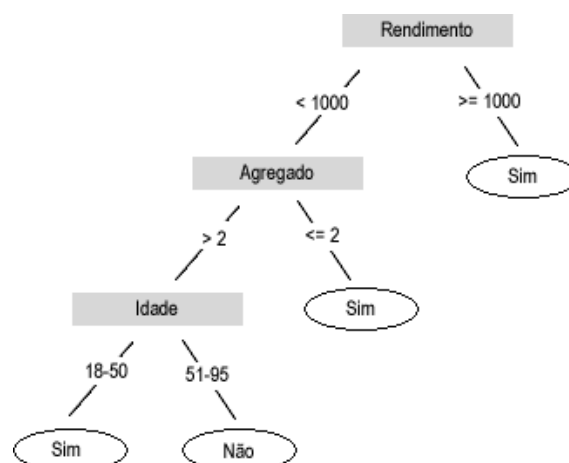 Rendimento
< 1000
>= 1000
Agregado
Sim
> 2
<= 2
Idade
Sim
18-50
51-95
Sim
Não